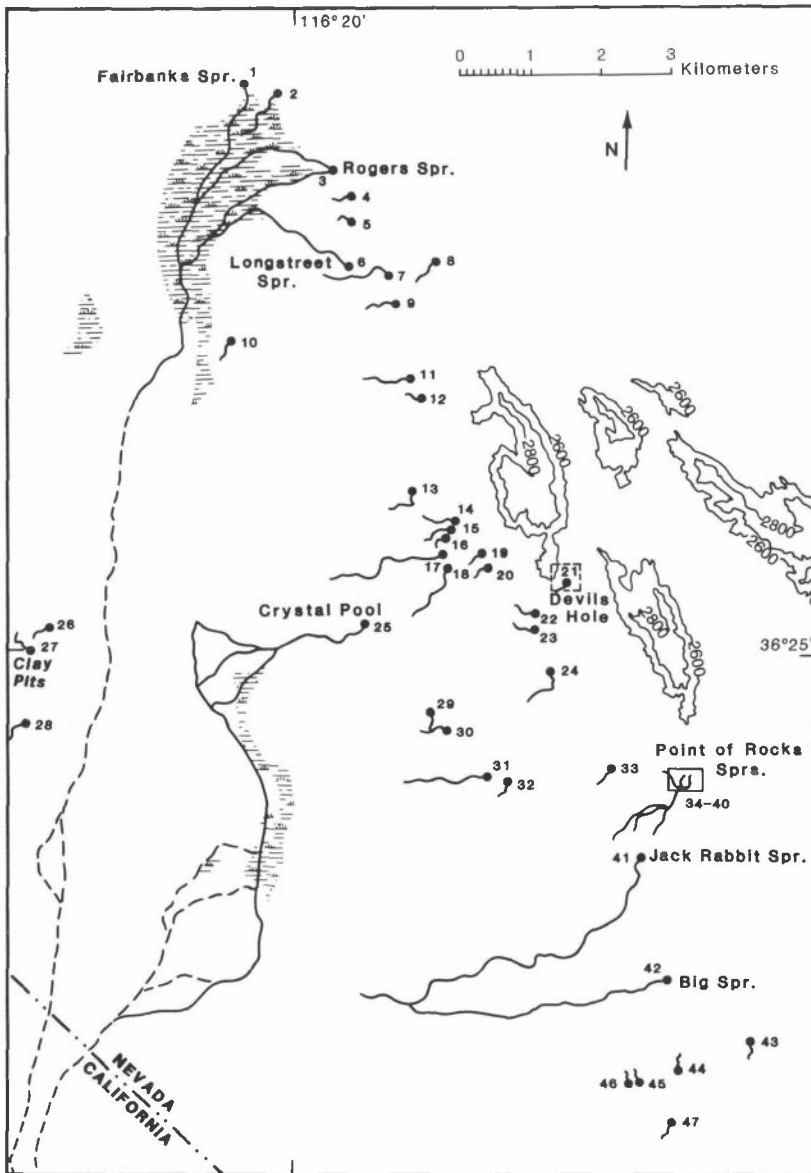 116° 20'
0 1 2 3
Kilometers
Fairbanks Spr. 1
2
N
3 Rogers Spr.
4
5
Longstreet
Spr.
6
7
8
9
10
11
12
2600
2600
2600
2800
2800
2600
13
14
15
16
17
18
19
20
21
Devils
Hole
22
23
2800
2600
Crystal Pool
25
24
36°25'
26
27
Clay
Pits
28
29
30
31
32
33
Point of Rocks
Sprs.
34-40
41 Jack Rabbit Spr.
42
Big Spr.
43
44
46 45
47
NEVADA
CALIFORNIA